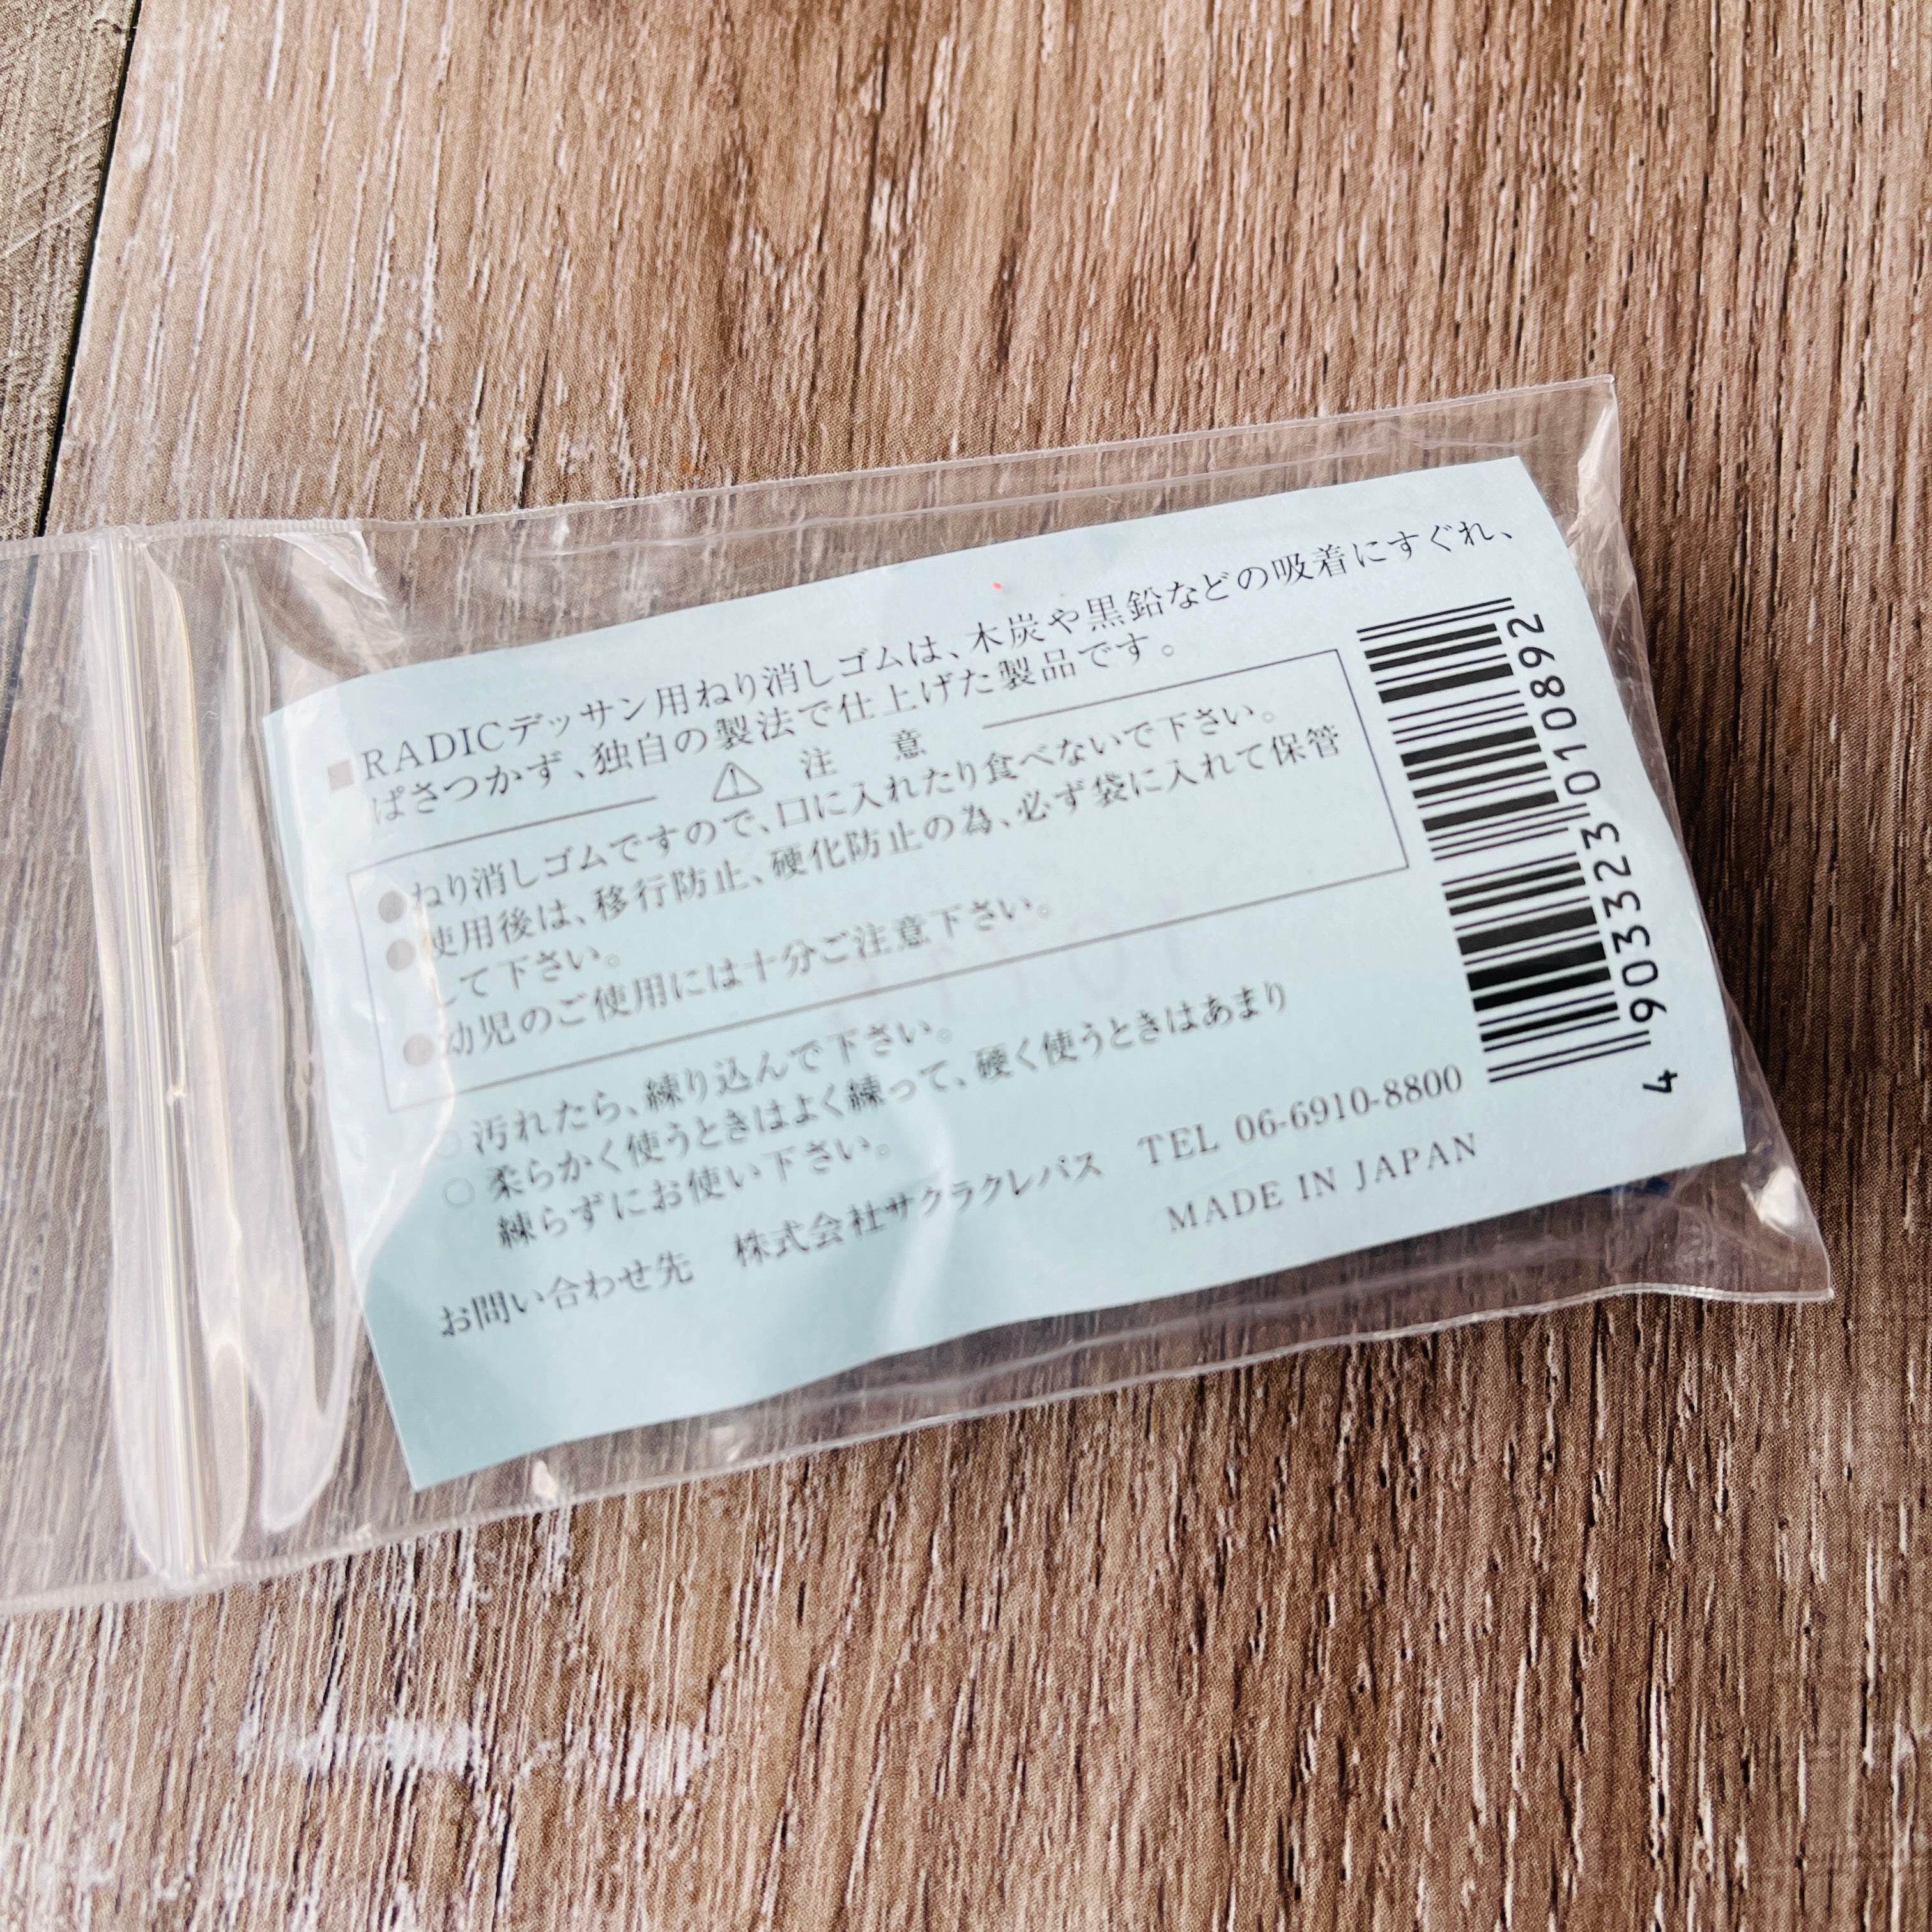 ■RADICデッサン用ねり消しゴムは、木炭や黒鉛などの吸着にすぐれ、
ぱさつかず、独自の製法で仕上げた製品です。
⚠ 注 意
●ねり消しゴムですので、口に入れたり食べないで下さい。
●使用後は、移行防止、硬化防止の為、必ず袋に入れて保管
して下さい。
●幼児のご使用には十分ご注意下さい。
○汚れたら、練り込んで下さい。
○柔らかく使うときはよく練って、硬く使うときはあまり
練らずにお使い下さい。
お問い合わせ先 株式会社サクラクレパス TEL 06-6910-8800
MADE IN JAPAN
4 903323 010892